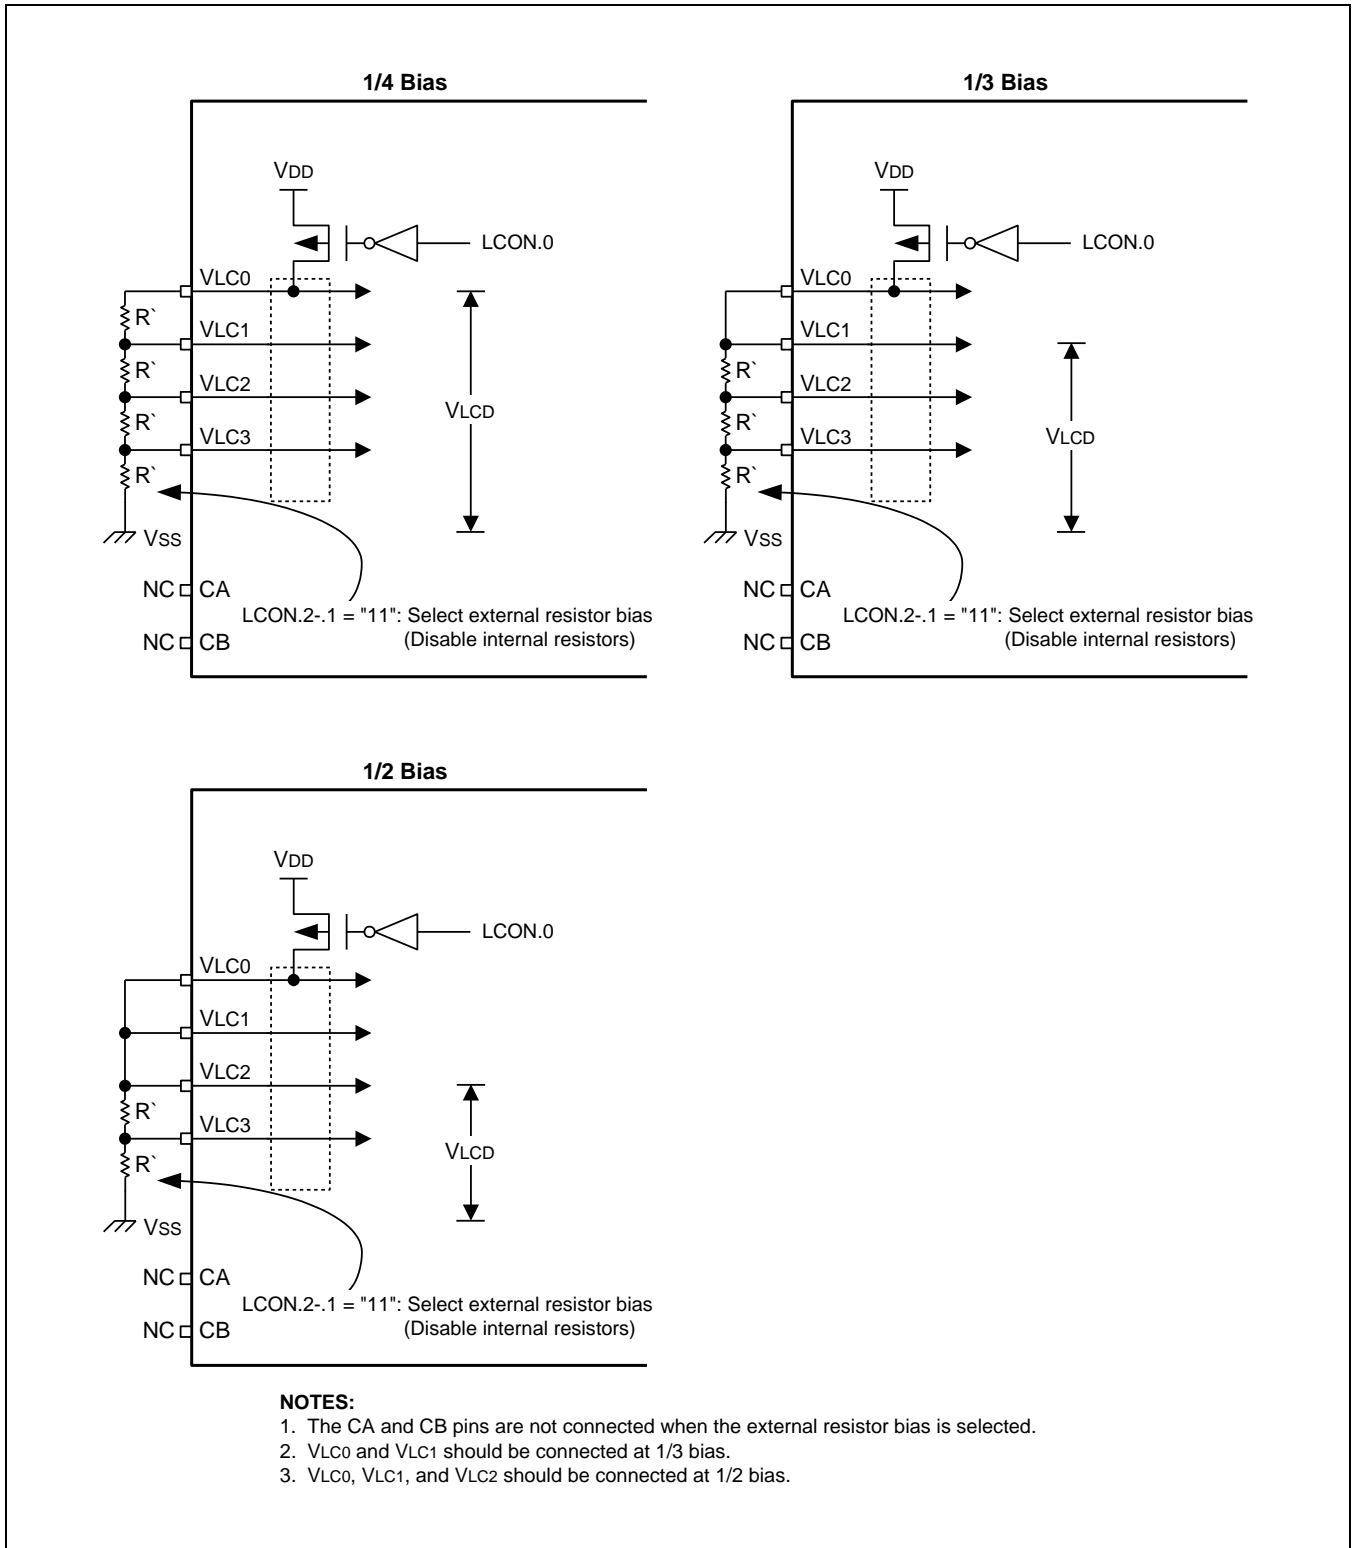 1/4 Bias
VDD
LCON.0
VLC0
R`
VLC1
R`
VLC2
R`
VLC3
R`
VLCD
VSS
NC CA
LCON.2-.1 = "11": Select external resistor bias
(Disable internal resistors)
NC CB
1/3 Bias
VDD
LCON.0
VLC0
VLC1
R`
VLC2
R`
VLC3
R`
VLCD
VSS
NC CA
LCON.2-.1 = "11": Select external resistor bias
(Disable internal resistors)
NC CB
1/2 Bias
VDD
LCON.0
VLC0
VLC1
VLC2
R`
VLC3
R`
VLCD
VSS
NC CA
LCON.2-.1 = "11": Select external resistor bias
(Disable internal resistors)
NC CB
NOTES:
1. The CA and CB pins are not connected when the external resistor bias is selected.
2. VLC0 and VLC1 should be connected at 1/3 bias.
3. VLC0, VLC1, and VLC2 should be connected at 1/2 bias.